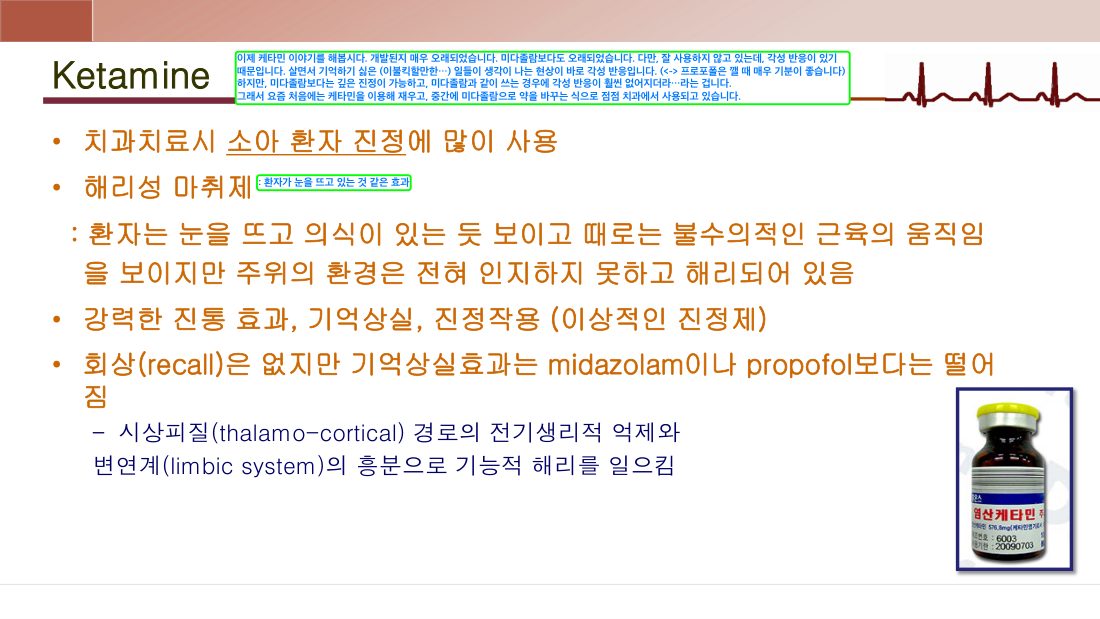 Ketamine
이제 케타민 이야기를 해봅시다. 개발된지 매우 오래되었습니다. 미다졸람보다도 오래되었습니다. 다만, 잘 사용하지 않고 있는데, 각성 반응이 있기
때문입니다. 살면서 기억하기 싫은 (이불킥할만한…) 일들이 생각이 나는 현상이 바로 각성 반응입니다. (<-> 프로포폴은 깰 때 매우 기분이 좋습니다)
하지만, 미다졸람보다는 깊은 진정이 가능하고, 미다졸람과 같이 쓰는 경우에 각성 반응이 훨씬 없어지더라…라는 겁니다.
그래서 요즘 처음에는 케타민을 이용해 재우고, 중간에 미다졸람으로 약을 바꾸는 식으로 점점 치과에서 사용되고 있습니다.
• 치과치료시 소아 환자 진정에 많이 사용
• 해리성 마취제 : 환자가 눈을 뜨고 있는 것 같은 효과
: 환자는 눈을 뜨고 의식이 있는 듯 보이고 때로는 불수의적인 근육의 움직임
을 보이지만 주위의 환경은 전혀 인지하지 못하고 해리되어 있음
• 강력한 진통 효과, 기억상실, 진정작용 (이상적인 진정제)
• 회상(recall)은 없지만 기억상실효과는 midazolam이나 propofol보다는 떨어
짐
– 시상피질(thalamo-cortical) 경로의 전기생리적 억제와
변연계(limbic system)의 흥분으로 기능적 해리를 일으킴
염산케타민 주
6003
20090703